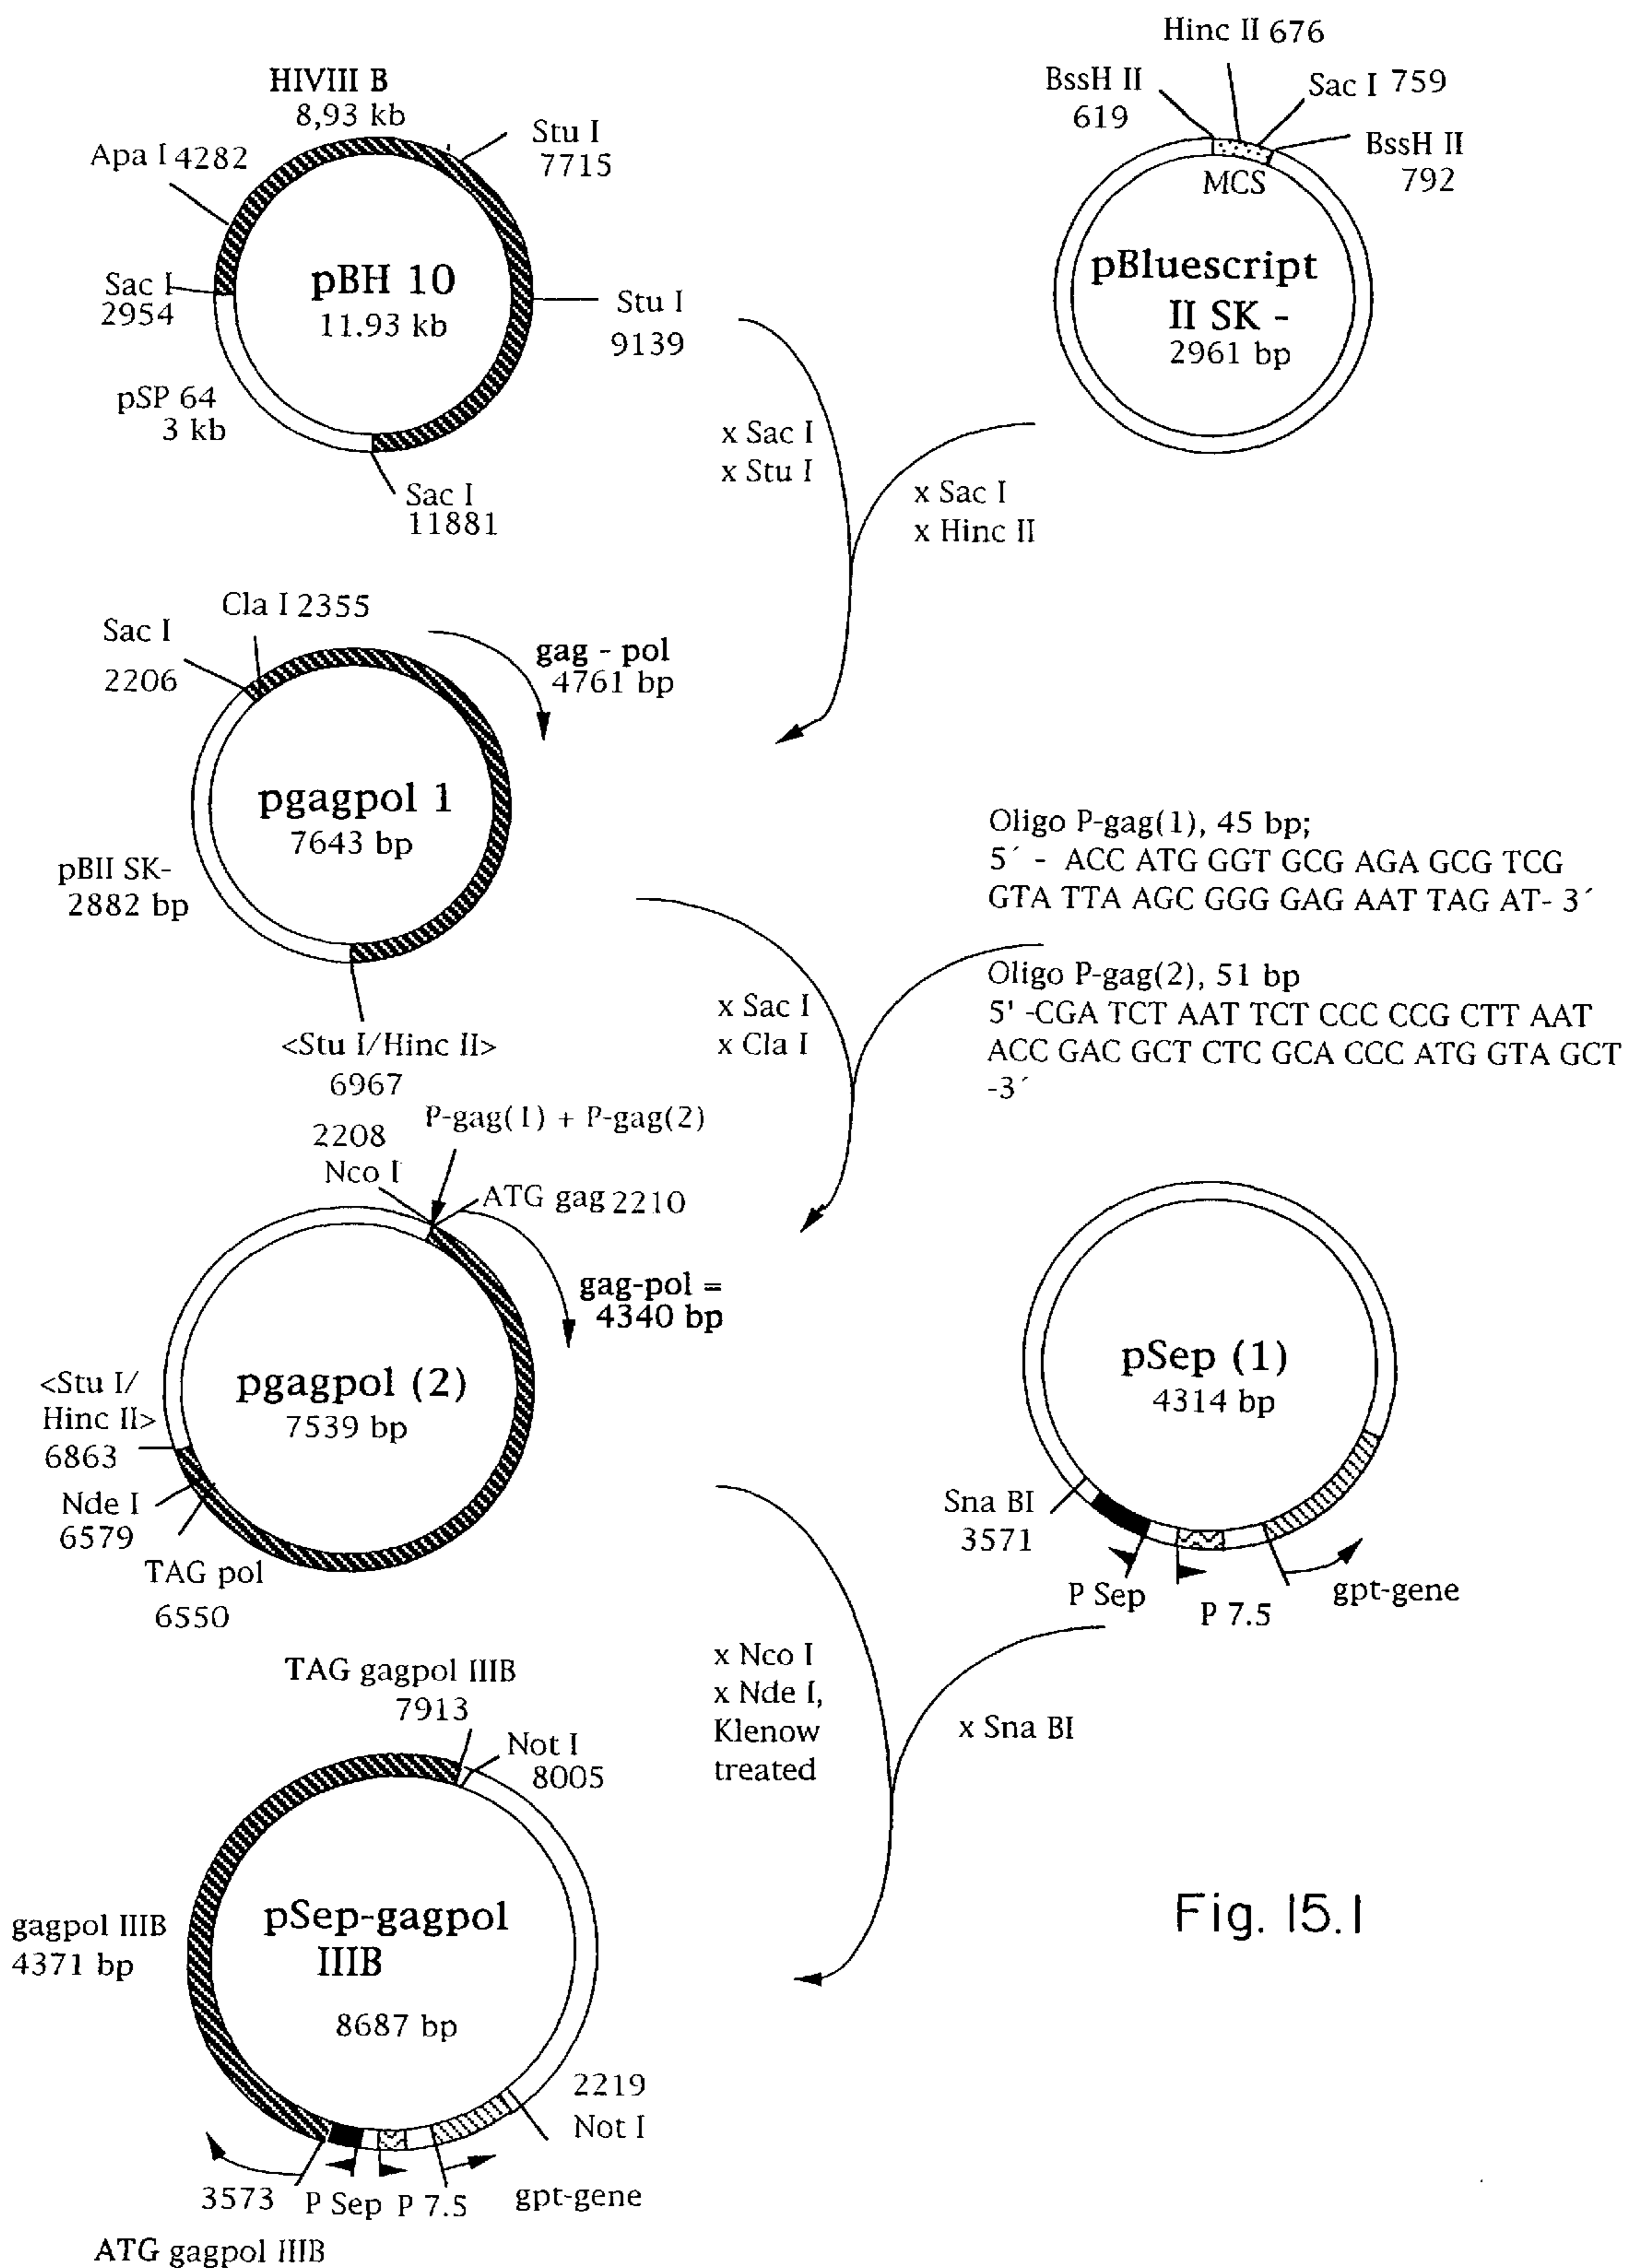 HIVIII B
8,93 kb
Apa I 4282
Stu I
7715
Sac I
2954
pBH 10
11.93 kb
Stu I
9139
pSP 64
3 kb
Sac I
11881
Hinc II 676
BssH II
619
Sac I 759
BssH II
792
MCS
pBluescript
II SK -
2961 bp
x Sac I
x Stu I
x Sac I
x Hinc II
Cla I 2355
Sac I
2206
gag - pol
4761 bp
pgagpol 1
7643 bp
pBII SK-
2882 bp
<Stu I/Hinc II>
6967
Oligo P-gag(1), 45 bp;
5´ - ACC ATG GGT GCG AGA GCG TCG
GTA TTA AGC GGG GAG AAT TAG AT- 3´
Oligo P-gag(2), 51 bp
5' -CGA TCT AAT TCT CCC CCG CTT AAT
ACC GAC GCT CTC GCA CCC ATG GTA GCT
-3´
x Sac I
x Cla I
P-gag(1) + P-gag(2)
2208
Nco I
ATG gag 2210
gag-pol =
4340 bp
pgagpol (2)
7539 bp
<Stu I/
Hinc II>
6863
Nde I
6579
TAG pol
6550
pSep (1)
4314 bp
Sna BI
3571
P Sep
P 7.5
gpt-gene
x Nco I
x Nde I,
Klenow
treated
x Sna BI
TAG gagpol IIIB
7913
Not I
8005
gagpol IIIB
4371 bp
pSep-gagpol
IIIB
8687 bp
2219
Not I
3573
P Sep
P 7.5
gpt-gene
ATG gagpol IIIB
Fig. 15.1